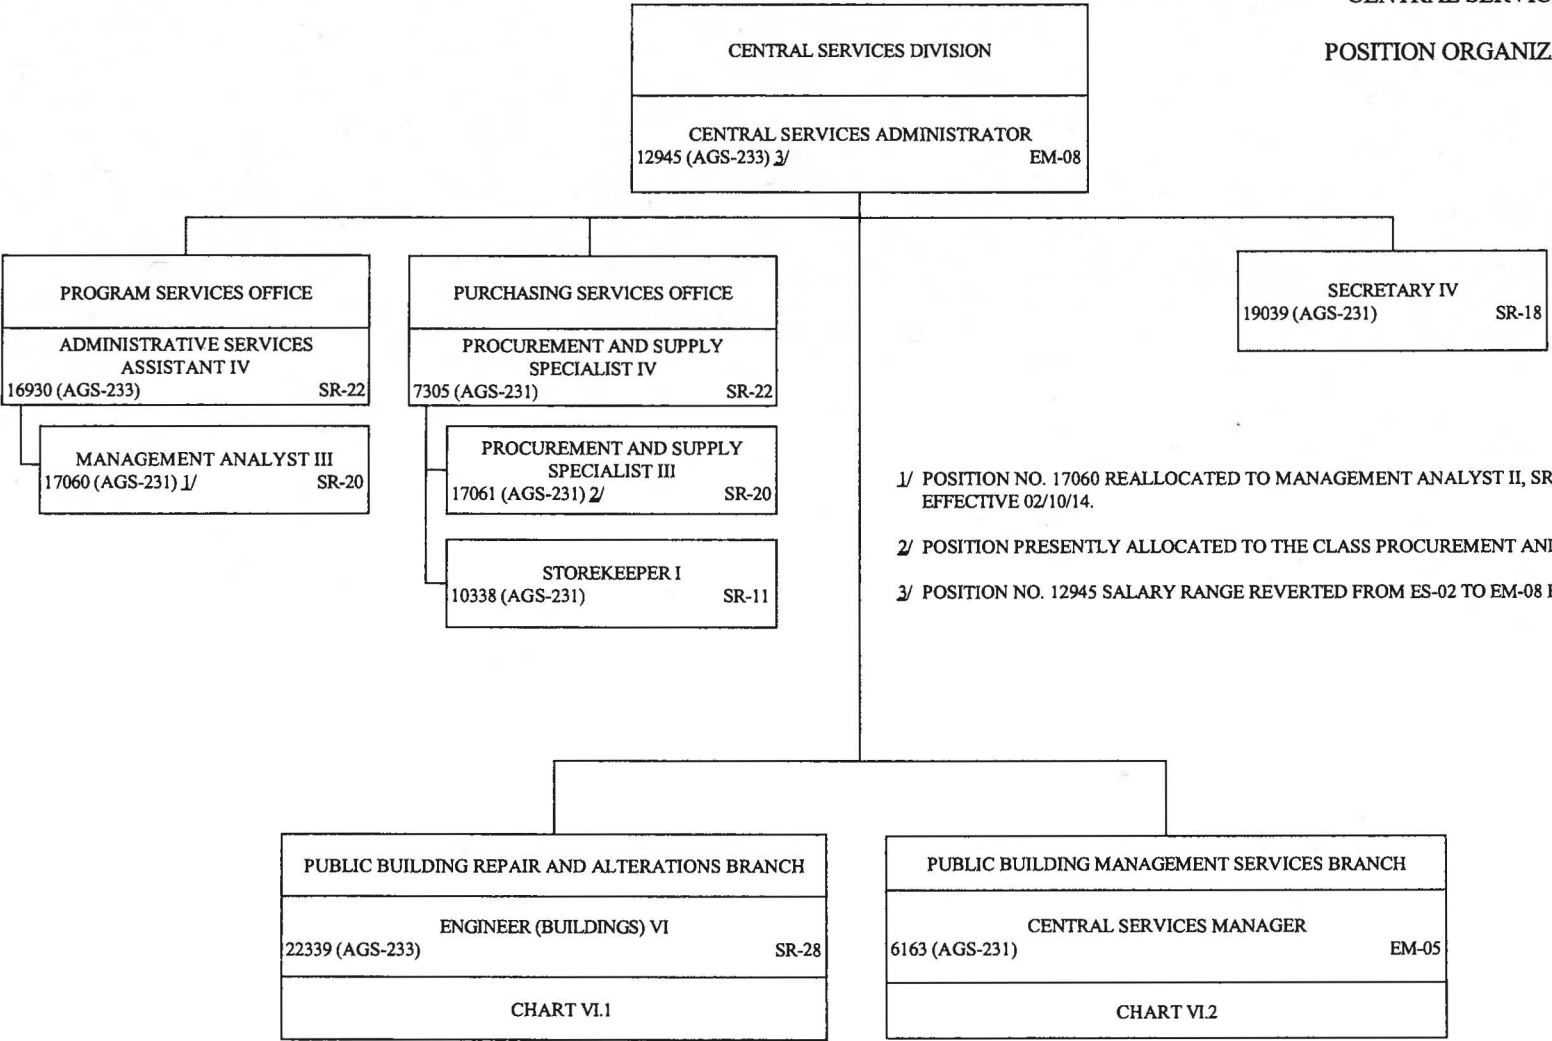 CENTRAL SERVIC
POSITION ORGANIZ
CENTRAL SERVICES DIVISION
CENTRAL SERVICES ADMINISTRATOR
12945 (AGS-233) 3/ EM-08
PROGRAM SERVICES OFFICE
ADMINISTRATIVE SERVICES
ASSISTANT IV
16930 (AGS-233) SR-22
MANAGEMENT ANALYST III
17060 (AGS-231) 1/ SR-20
PURCHASING SERVICES OFFICE
PROCUREMENT AND SUPPLY
SPECIALIST IV
7305 (AGS-231) SR-22
PROCUREMENT AND SUPPLY
SPECIALIST III
17061 (AGS-231) 2/ SR-20
STOREKEEPER I
10338 (AGS-231) SR-11
SECRETARY IV
19039 (AGS-231) SR-18
1/ POSITION NO. 17060 REALLOCATED TO MANAGEMENT ANALYST II, SR
EFFECTIVE 02/10/14.
2/ POSITION PRESENTLY ALLOCATED TO THE CLASS PROCUREMENT AN
3/ POSITION NO. 12945 SALARY RANGE REVERTED FROM ES-02 TO EM-08
PUBLIC BUILDING REPAIR AND ALTERATIONS BRANCH
ENGINEER (BUILDINGS) VI
22339 (AGS-233) SR-28
CHART VI.1
PUBLIC BUILDING MANAGEMENT SERVICES BRANCH
CENTRAL SERVICES MANAGER
6163 (AGS-231) EM-05
CHART VI.2